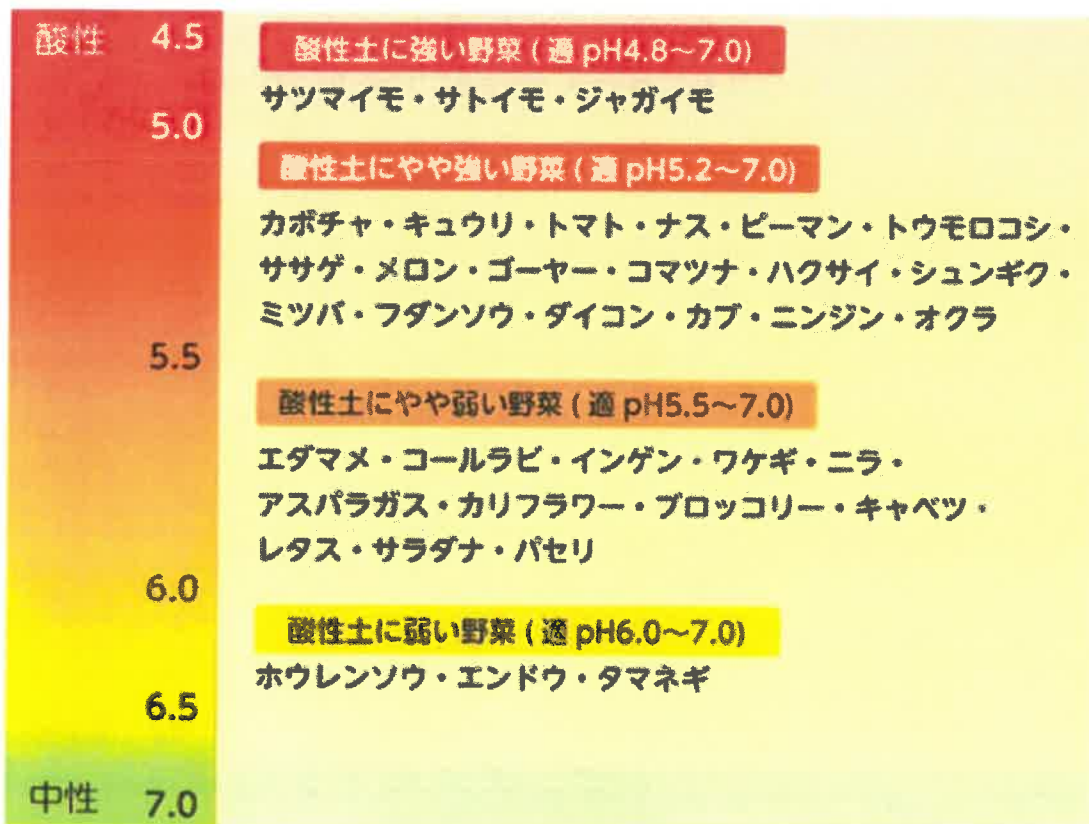 酸性 4.5
酸性土に強い野菜 ( 適 pH4.8～7.0)
サツマイモ・サトイモ・ジャガイモ
5.0
酸性土にやや強い野菜 ( 適 pH5.2～7.0)
カボチャ・キュウリ・トマト・ナス・ピーマン・トウモロコシ・
ササゲ・メロン・ゴーヤー・コマツナ・ハクサイ・シュンギク・
ミツバ・フダンソウ・ダイコン・カブ・ニンジン・オクラ
5.5
酸性土にやや弱い野菜 ( 適 pH5.5～7.0)
エダマメ・コールラビ・インゲン・ワケギ・ニラ・
アスパラガス・カリフラワー・ブロッコリー・キャベツ・
レタス・サラダナ・パセリ
6.0
酸性土に弱い野菜 ( 適 pH6.0～7.0)
ホウレンソウ・エンドウ・タマネギ
6.5
中性 7.0